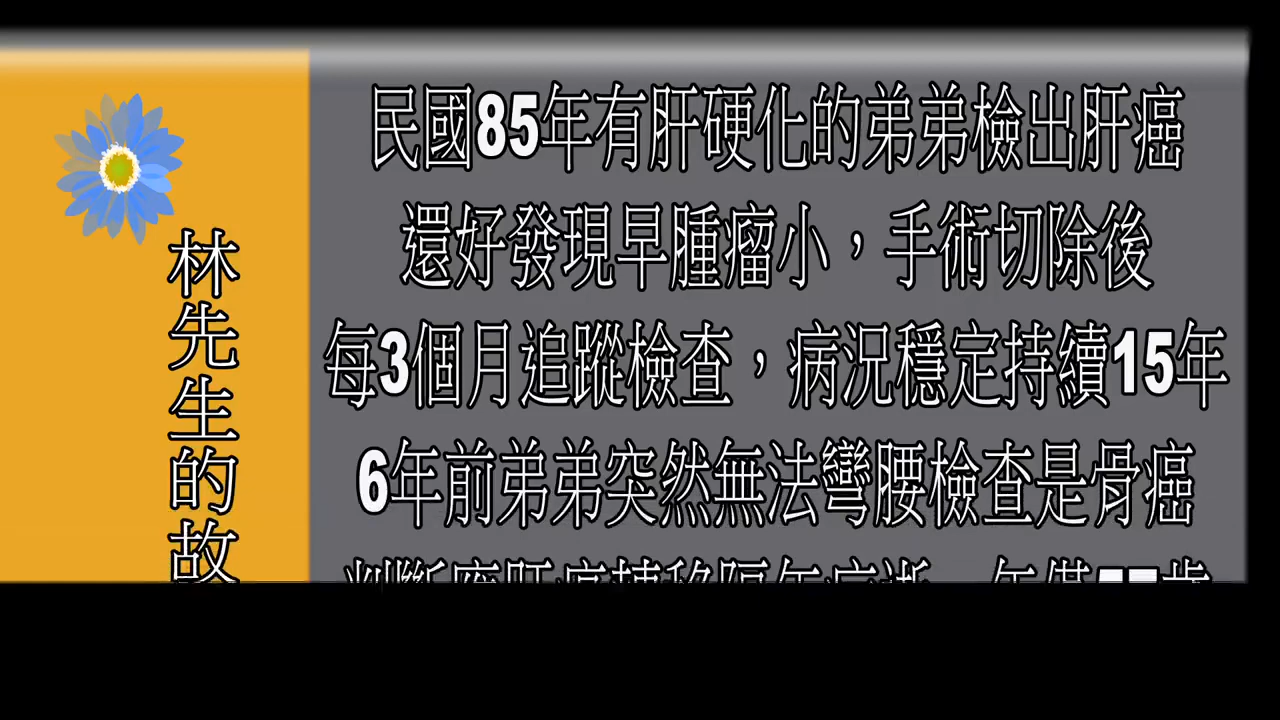 林先生的故
民國85年有肝硬化的弟弟檢出肝癌
還好發現早腫瘤小，手術切除後
每3個月追蹤檢查，病況穩定持續15年
6年前弟弟突然無法彎腰檢查是骨癌